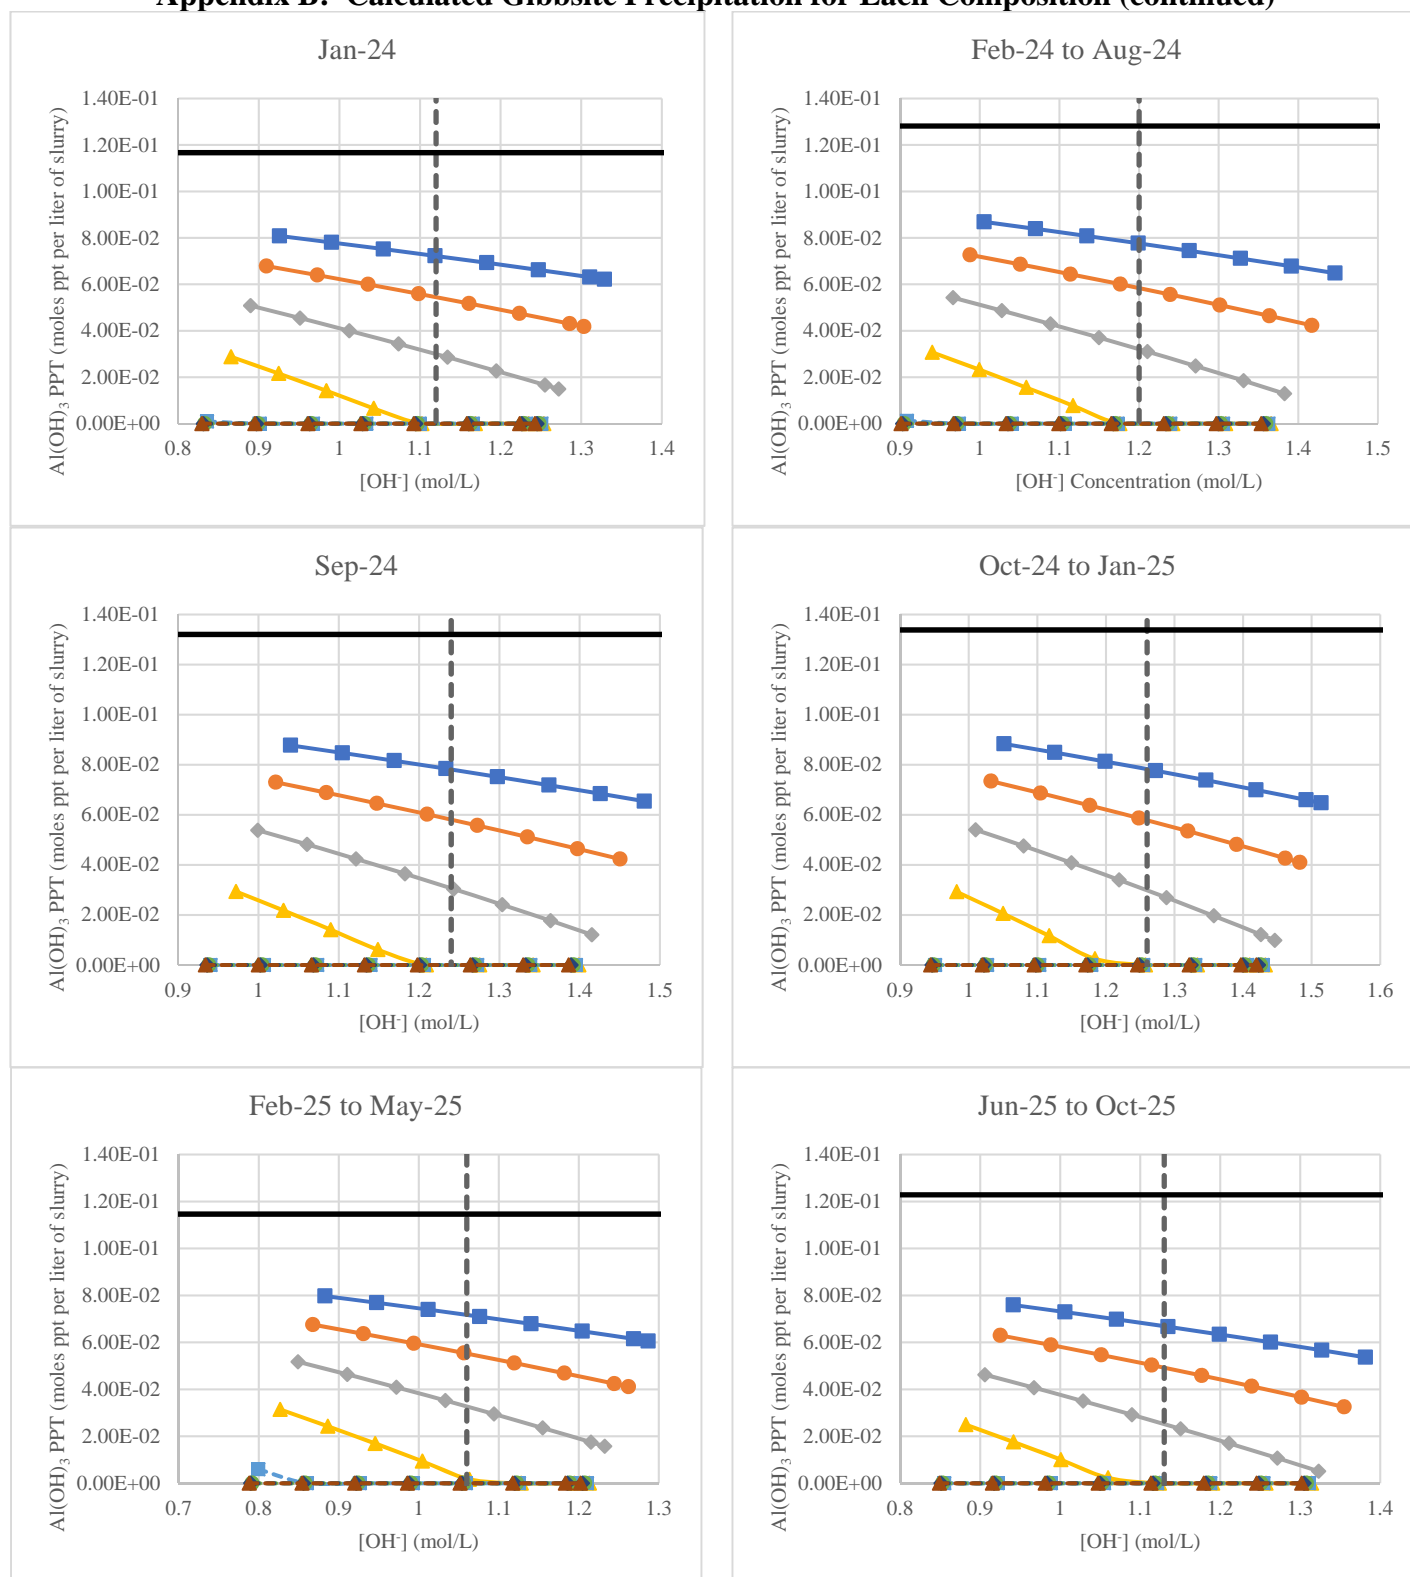 Appendix B: Calculated Gibbsite Precipitation for Each Composition (continued)
Jan-24
Al(OH)3 PPT (moles ppt per liter of slurry)
1.40E-01
1.20E-01
1.00E-01
8.00E-02
6.00E-02
4.00E-02
2.00E-02
0.00E+00
0.8 0.9 1 1.1 1.2 1.3 1.4
[OH-] (mol/L)
Feb-24 to Aug-24
Al(OH)3 PPT (moles ppt per liter of slurry)
1.40E-01
1.20E-01
1.00E-01
8.00E-02
6.00E-02
4.00E-02
2.00E-02
0.00E+00
0.9 1 1.1 1.2 1.3 1.4 1.5
[OH-] Concentration (mol/L)
Sep-24
Al(OH)3 PPT (moles ppt per liter of slurry)
1.40E-01
1.20E-01
1.00E-01
8.00E-02
6.00E-02
4.00E-02
2.00E-02
0.00E+00
0.9 1 1.1 1.2 1.3 1.4 1.5
[OH-] (mol/L)
Oct-24 to Jan-25
Al(OH)3 PPT (moles ppt per liter of slurry)
1.40E-01
1.20E-01
1.00E-01
8.00E-02
6.00E-02
4.00E-02
2.00E-02
0.00E+00
0.9 1 1.1 1.2 1.3 1.4 1.5 1.6
[OH-] (mol/L)
Feb-25 to May-25
Al(OH)3 PPT (moles ppt per liter of slurry)
1.40E-01
1.20E-01
1.00E-01
8.00E-02
6.00E-02
4.00E-02
2.00E-02
0.00E+00
0.7 0.8 0.9 1 1.1 1.2 1.3
[OH-] (mol/L)
Jun-25 to Oct-25
Al(OH)3 PPT (moles ppt per liter of slurry)
1.40E-01
1.20E-01
1.00E-01
8.00E-02
6.00E-02
4.00E-02
2.00E-02
0.00E+00
0.8 0.9 1 1.1 1.2 1.3 1.4
[OH-] (mol/L)